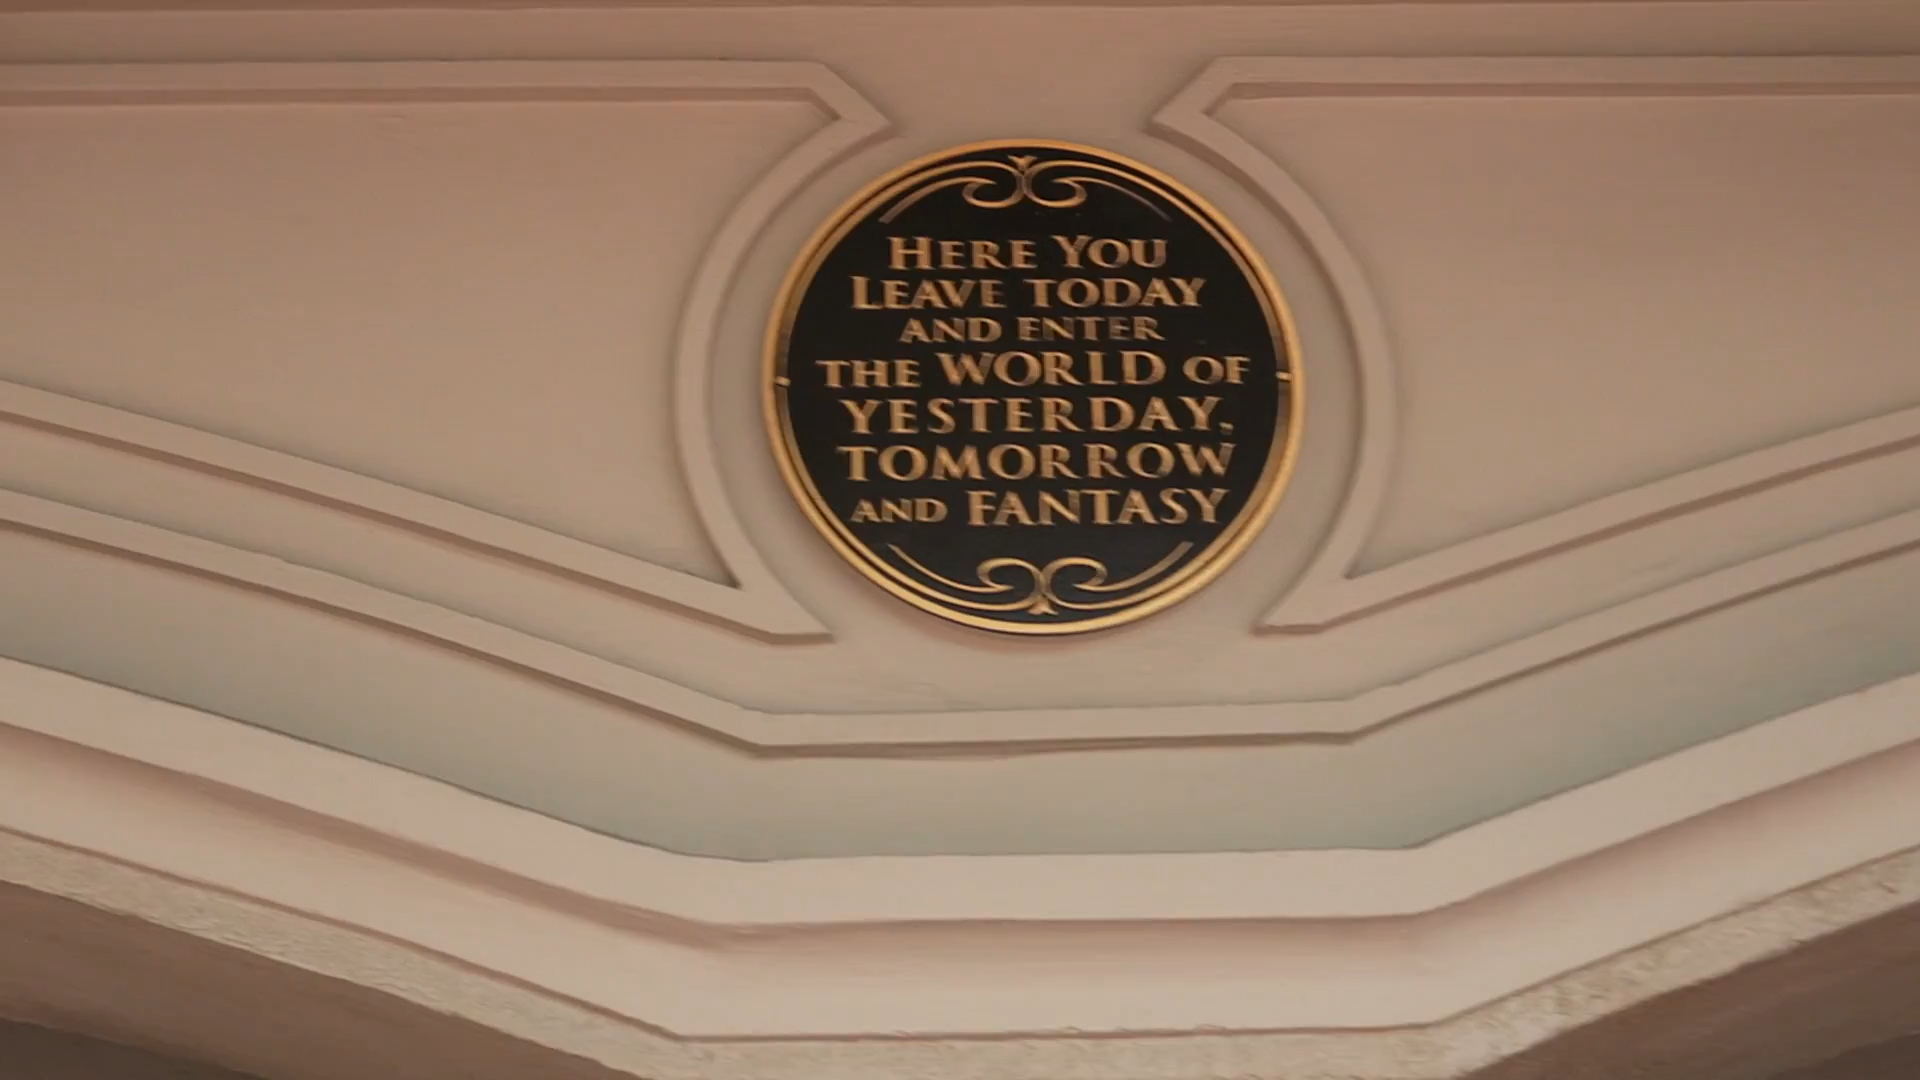 HERE YOU
LEAVE TODAY
AND ENTER
THE WORLD OF
YESTERDAY,
TOMORROW
AND FANTASY